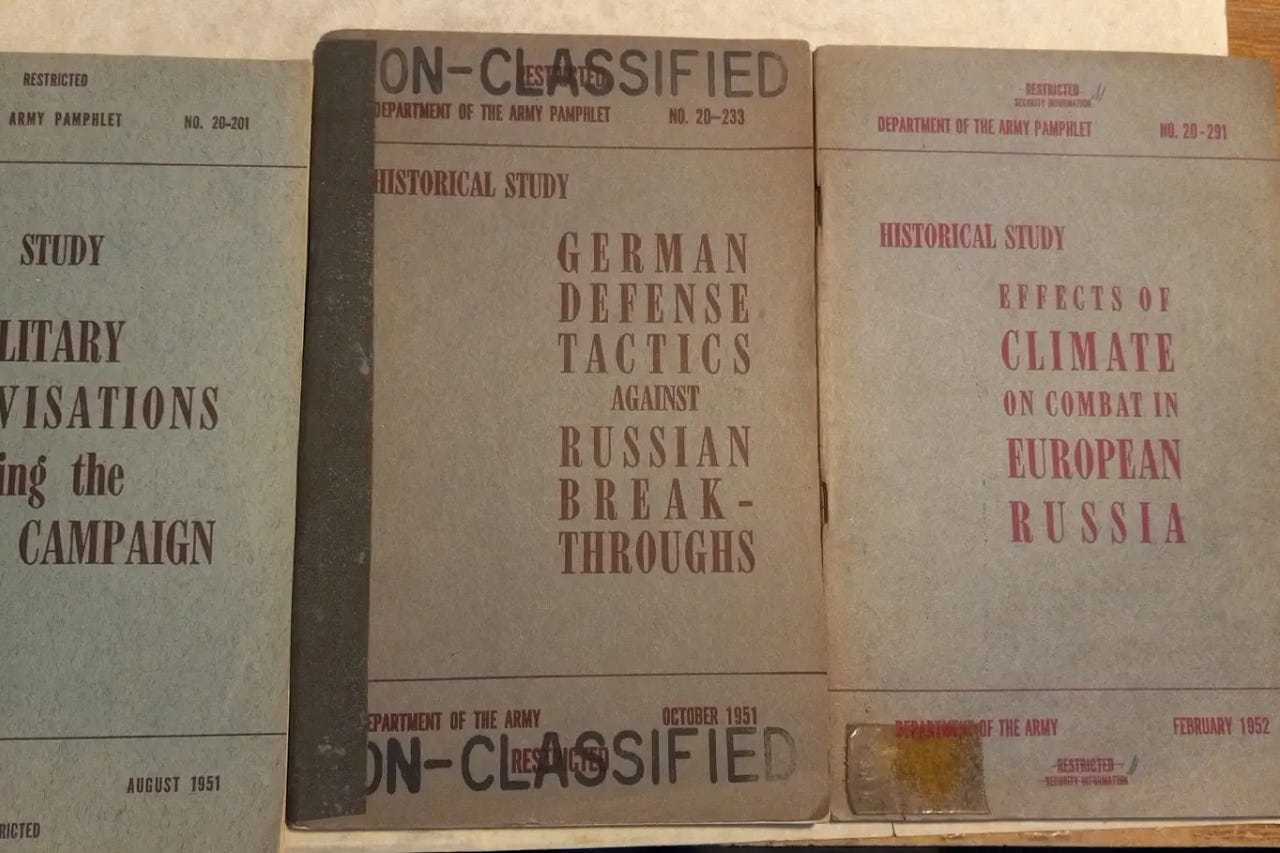 RESTRICTED
ARMY PAMPHLET NO. 20-201
STUDY
LITARY
VISATIONS
ing the
CAMPAIGN
AUGUST 1951
RICTED
ON-CLASSIFIED
RESTRICTED
DEPARTMENT OF THE ARMY PAMPHLET NO. 20-233
HISTORICAL STUDY
GERMAN
DEFENSE
TACTICS
AGAINST
RUSSIAN
BREAK-
THROUGHS
EPARTMENT OF THE ARMY OCTOBER 1951
ON-CLASSIFIED
RESTRICTED
RESTRICTED
SECURITY INFORMATION
DEPARTMENT OF THE ARMY PAMPHLET NO. 20-291
HISTORICAL STUDY
EFFECTS OF
CLIMATE
ON COMBAT IN
EUROPEAN
RUSSIA
DEPARTMENT OF THE ARMY FEBRUARY 1952
RESTRICTED
SECURITY INFORMATION